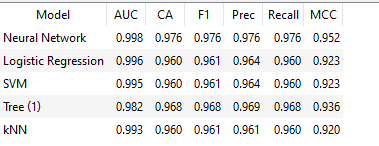 Model AUC CA F1 Prec Recall MCC
Neural Network 0.998 0.976 0.976 0.976 0.976 0.952
Logistic Regression 0.996 0.960 0.961 0.964 0.960 0.923
SVM 0.995 0.960 0.961 0.964 0.960 0.923
Tree (1) 0.982 0.968 0.968 0.969 0.968 0.936
kNN 0.993 0.960 0.961 0.961 0.960 0.920